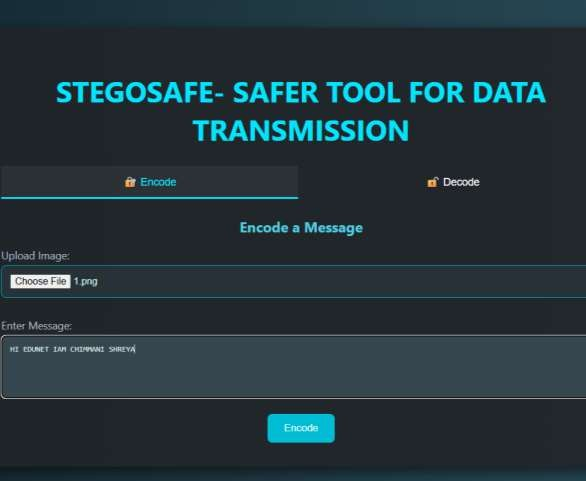 STEGOSAFE- SAFER TOOL FOR DATA
TRANSMISSION
Encode
Decode
Encode a Message
Upload Image:
Choose File 1.png
Enter Message:
HI EDUNET IAM CHIMMANI SHREYA
Encode